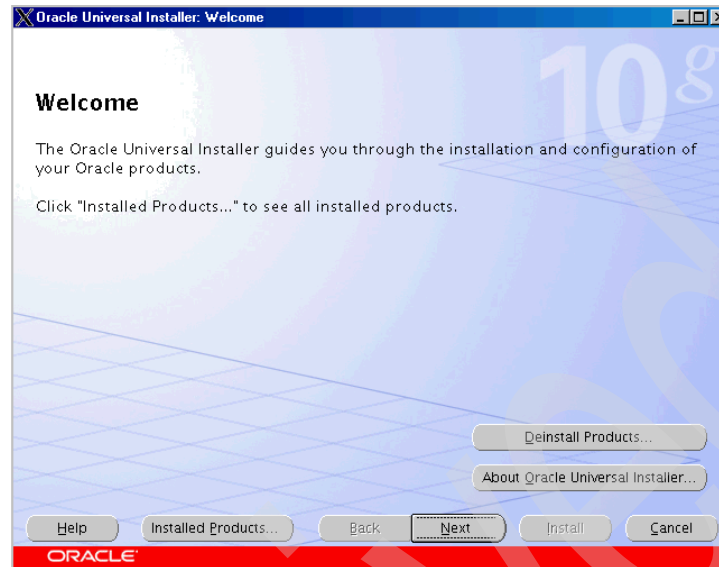 Oracle Universal Installer: Welcome
10g
Welcome
The Oracle Universal Installer guides you through the installation and configuration of
your Oracle products.
Click "Installed Products..." to see all installed products.
Deinstall Products...
About Oracle Universal Installer...
Help
Installed Products...
Back
Next
Install
Cancel
ORACLE